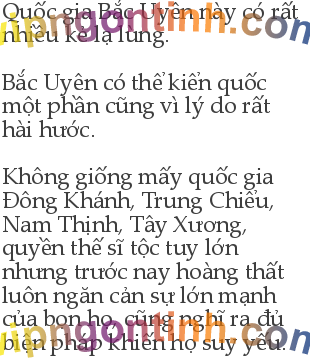 Quốc gia Bắc Uyên này có rất
nhiều kẻ lạ lùng.
Bắc Uyên có thể kiển quốc
một phần cũng vì lý do rất
hài hước.
Không giống mấy quốc gia
Đông Khánh, Trung Chiểu,
Nam Thịnh, Tây Xương,
quyền thế sĩ tộc tuy lớn
nhưng trước nay hoàng thất
luôn ngăn cản sự lớn mạnh
của bọn họ, cũng nghĩ ra đủ
biện pháp khiến họ suy yếu.